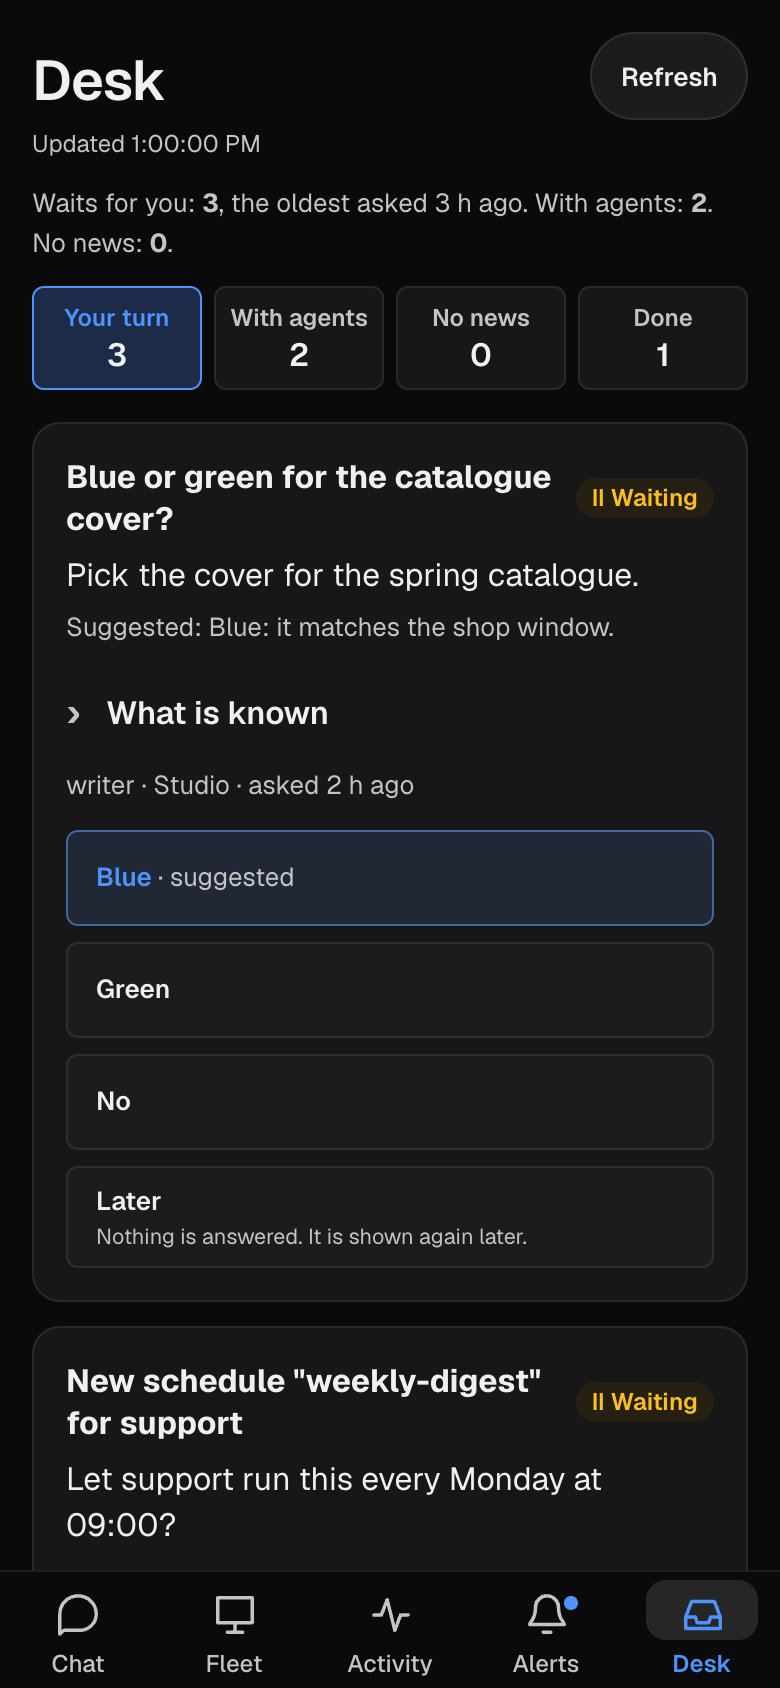 Desk
Refresh
Updated 1:00:00 PM
Waits for you: 3, the oldest asked 3 h ago. With agents: 2.
No news: 0.
Your turn
3
With agents
2
No news
0
Done
1
Blue or green for the catalogue
cover?
Waiting
Pick the cover for the spring catalogue.
Suggested: Blue: it matches the shop window.
What is known
writer · Studio · asked 2 h ago
Blue · suggested
Green
No
Later
Nothing is answered. It is shown again later.
New schedule "weekly-digest"
for support
Waiting
Let support run this every Monday at
09:00?
Chat
Fleet
Activity
Alerts
Desk